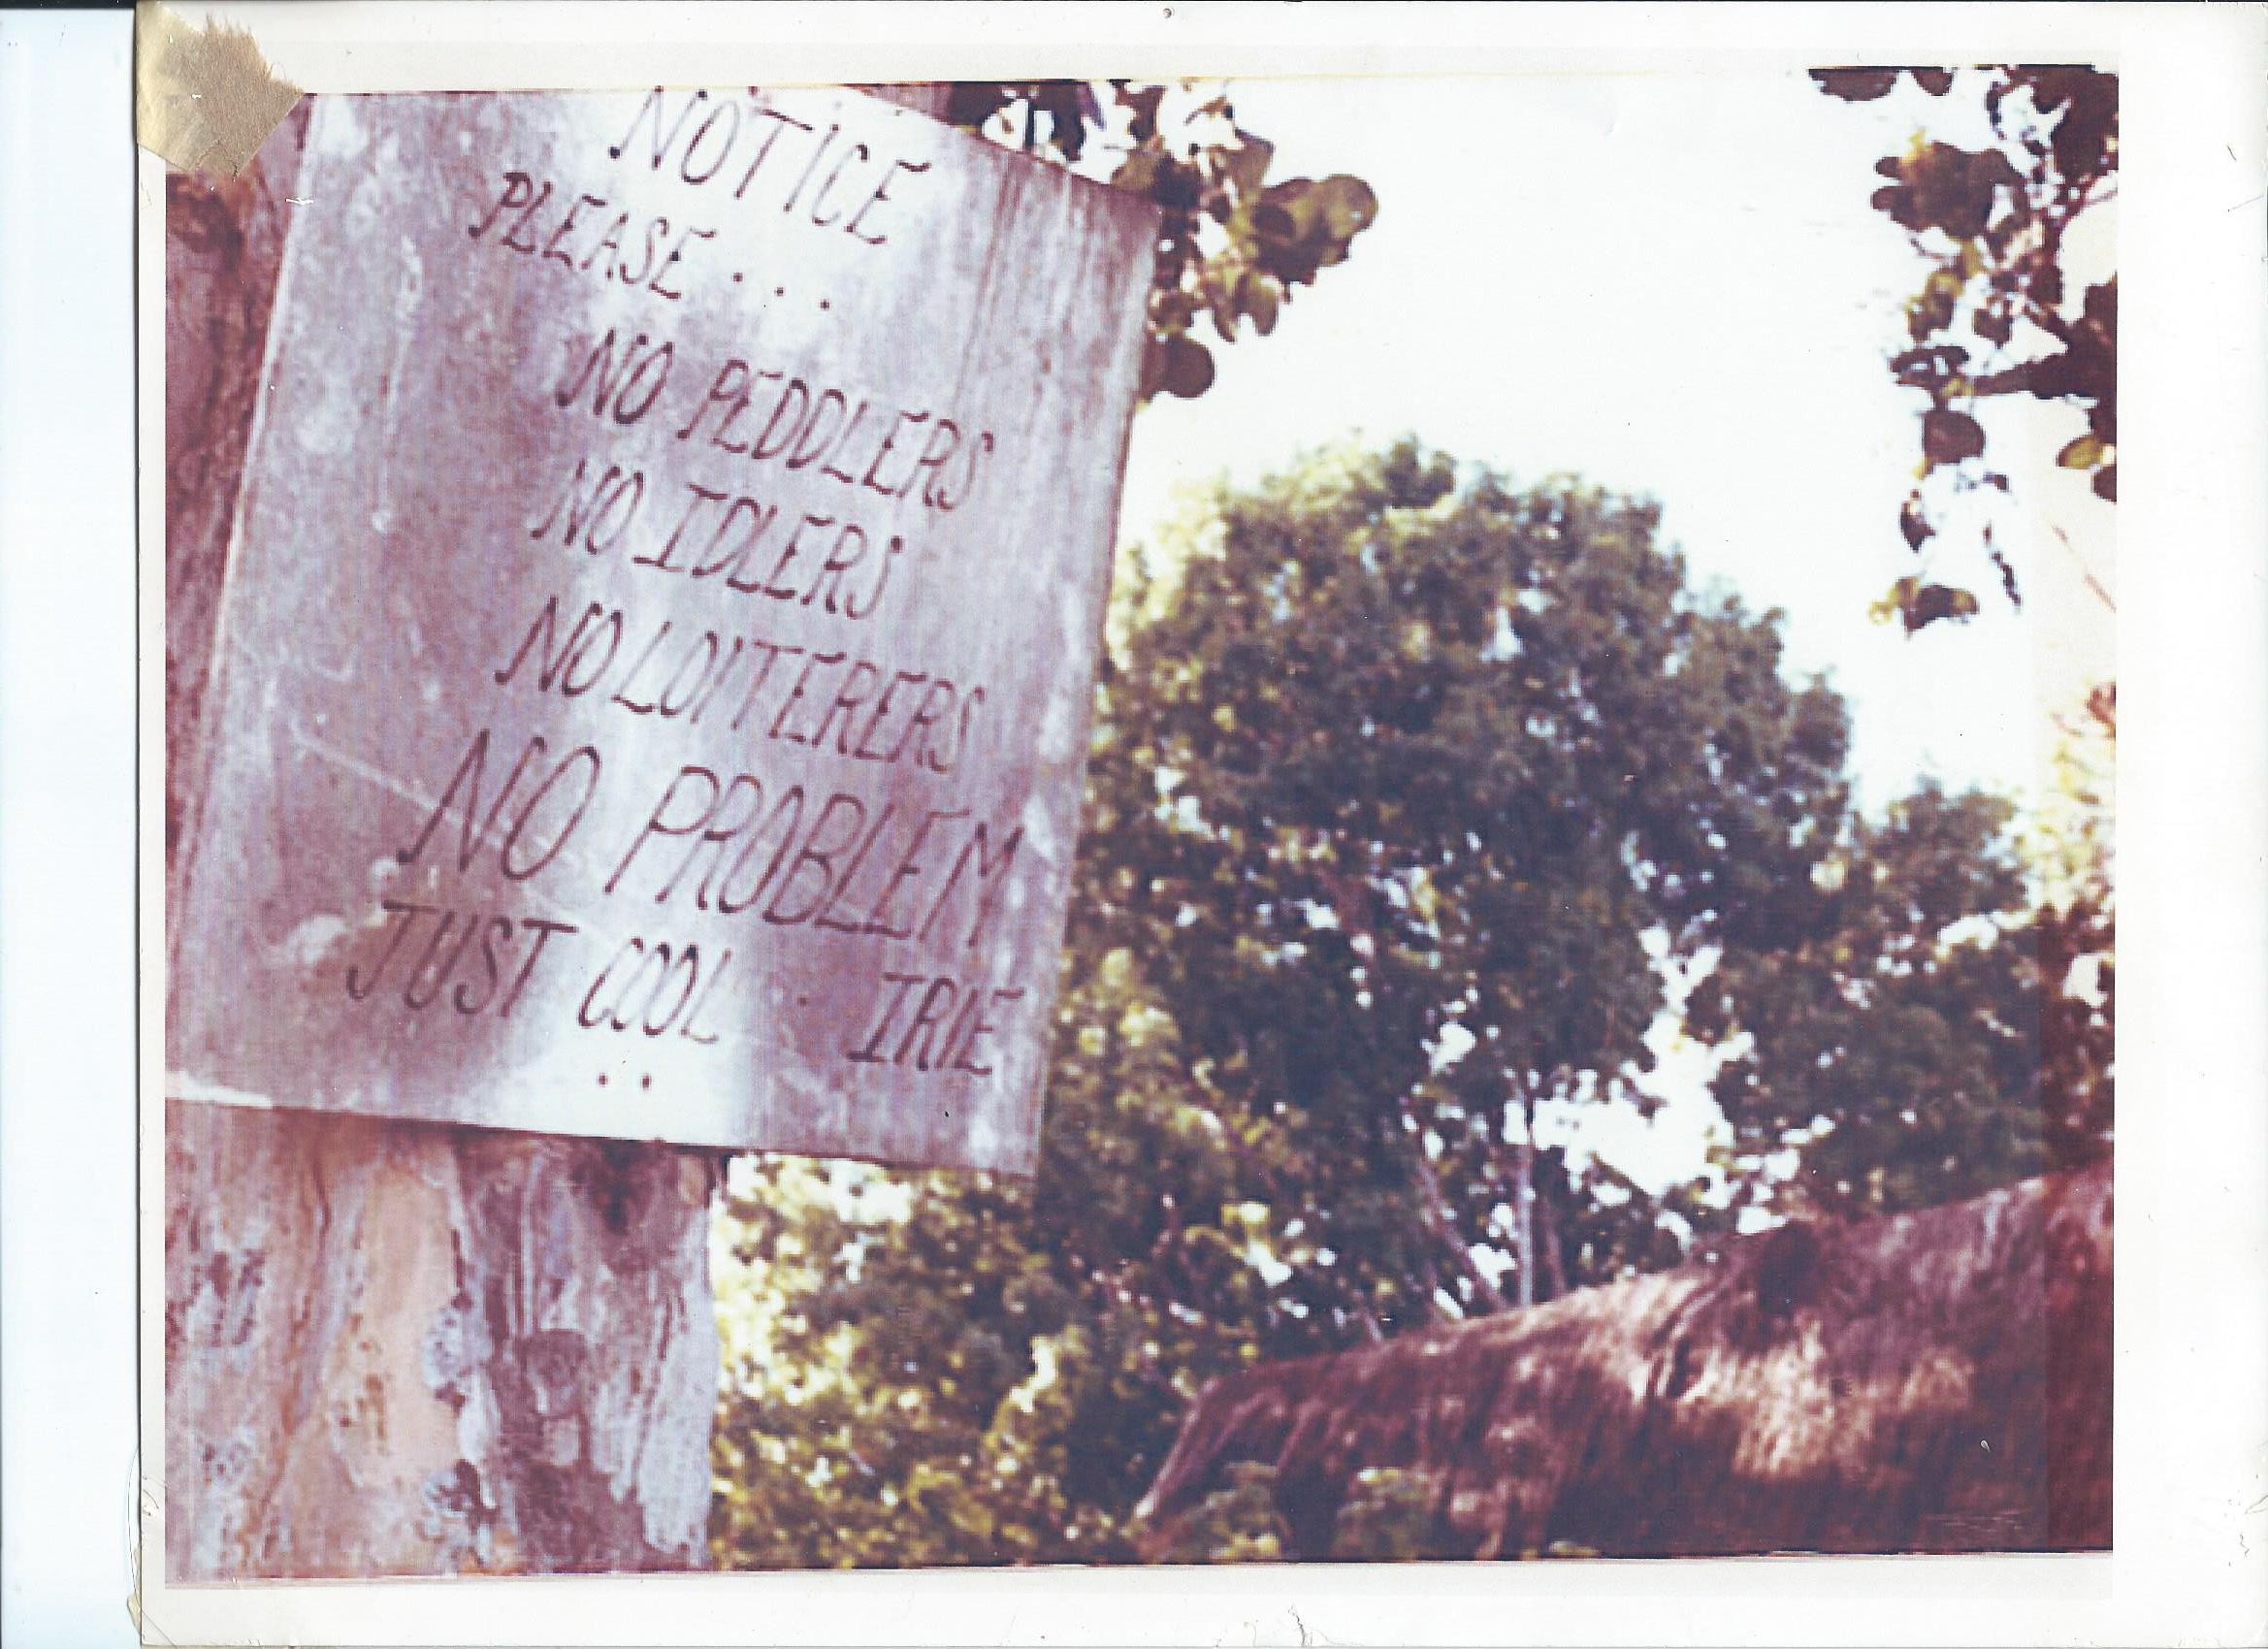 NOTICE
PLEASE...
NO PEDDLERS
NO IDLERS
NO LOITERERS
NO PROBLEM
JUST COOL . IRIE
..